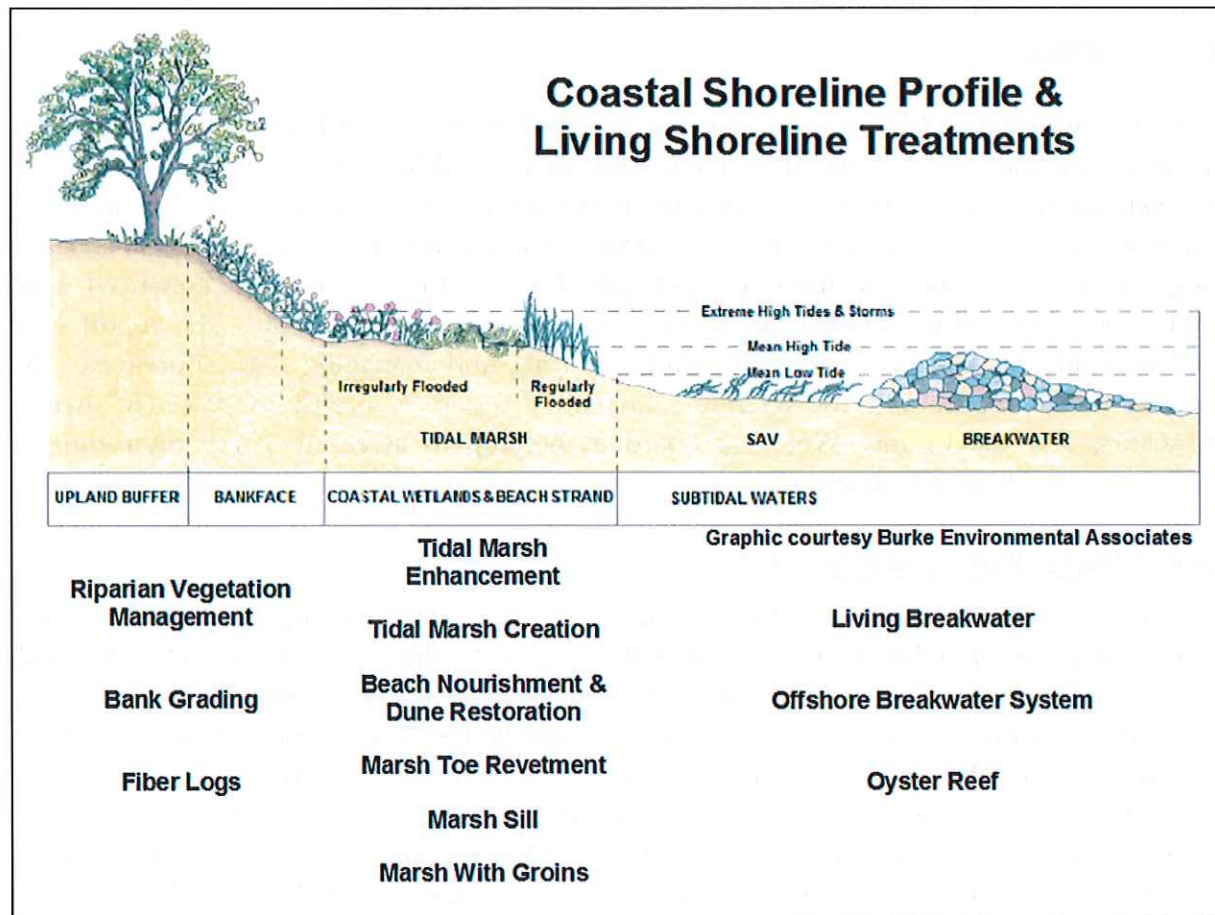 Coastal Shoreline Profile &
Living Shoreline Treatments
Extreme High Tides & Storms
Mean High Tide
Mean Low Tide
Irregularly Flooded
Regularly
Flooded
TIDAL MARSH
SAV
BREAKWATER
UPLAND BUFFER
BANKFACE
COASTAL WETLANDS & BEACH STRAND
SUBTIDAL WATERS
Graphic courtesy Burke Environmental Associates
Riparian Vegetation
Management
Bank Grading
Fiber Logs
Tidal Marsh
Enhancement
Tidal Marsh Creation
Beach Nourishment &
Dune Restoration
Marsh Toe Revetment
Marsh Sill
Marsh With Groins
Living Breakwater
Offshore Breakwater System
Oyster Reef